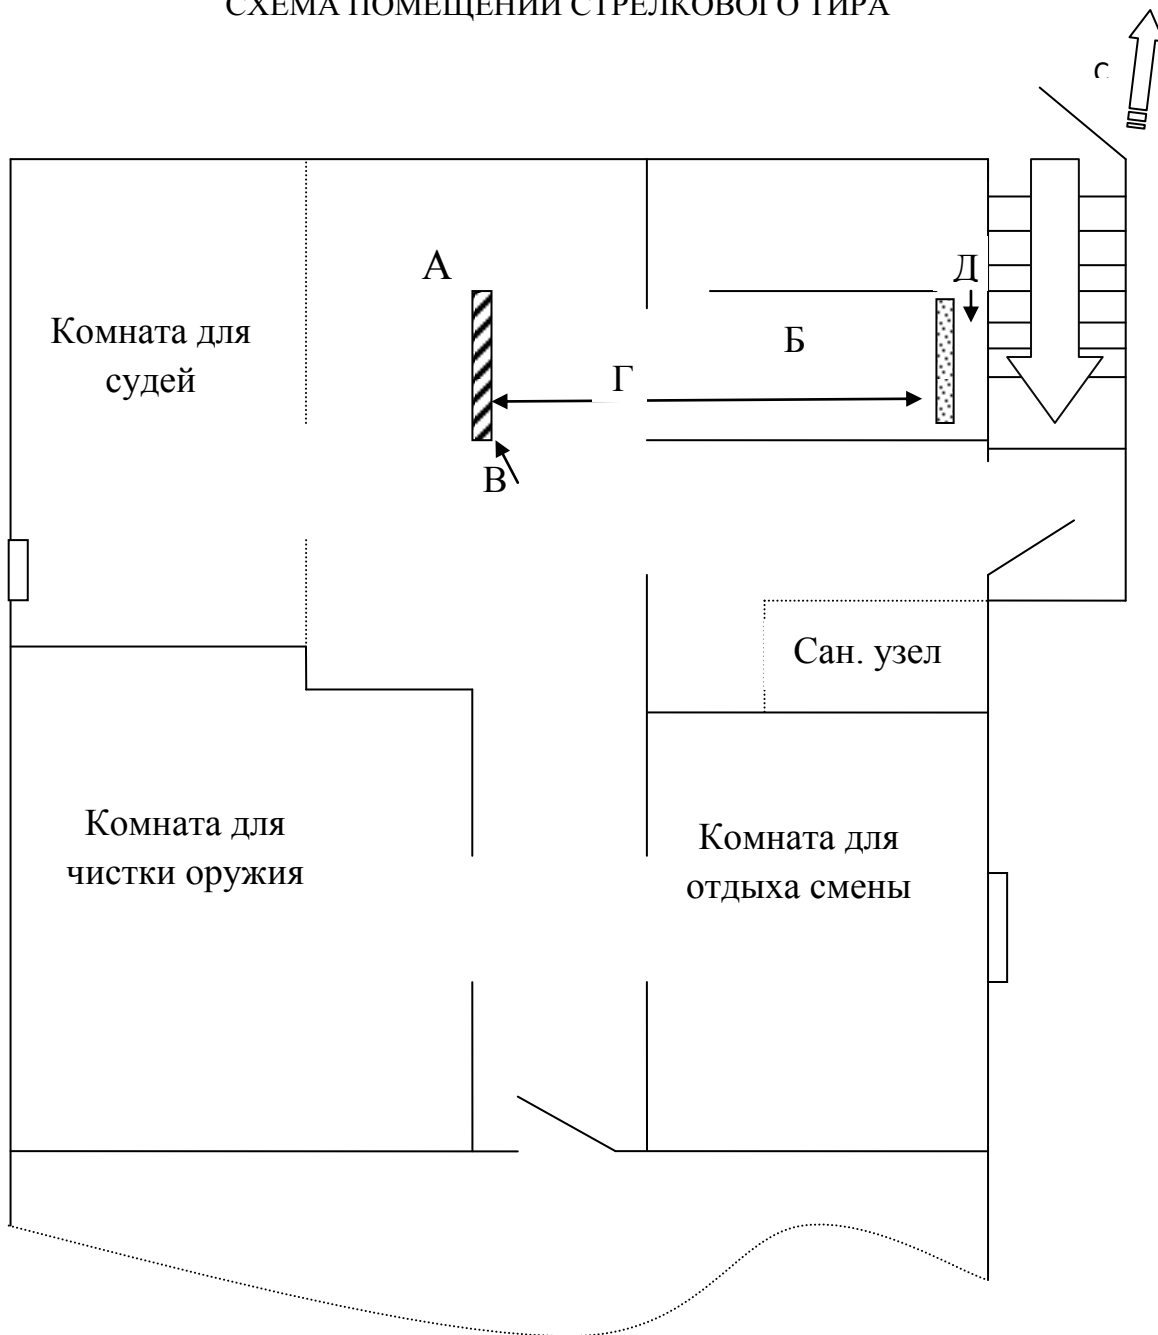 СХЕМА ПОМЕЩЕНИЙ СТРЕЛКОВОГО ТИРА
С
А
Д
Комната для
судей
Б
Г
В
Сан. узел
Комната для
чистки оружия
Комната для
отдыха смены